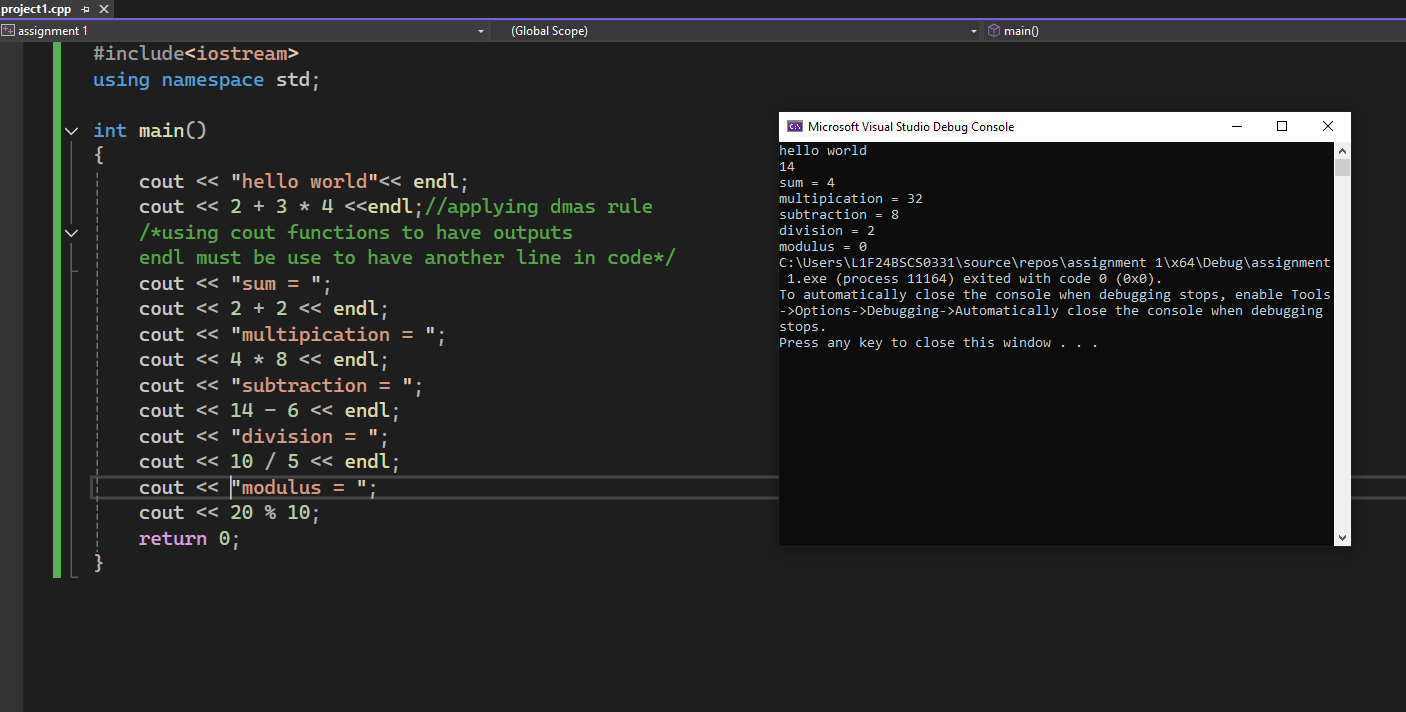 project1.cpp
assignment 1 (Global Scope) main()
#include<iostream>
using namespace std;
int main()
{
cout << "hello world"<< endl;
cout << 2 + 3 * 4 <<endl;//applying dmas rule
/*using cout functions to have outputs
endl must be use to have another line in code*/
cout << "sum = ";
cout << 2 + 2 << endl;
cout << "multipication = ";
cout << 4 * 8 << endl;
cout << "subtraction = ";
cout << 14 - 6 << endl;
cout << "division = ";
cout << 10 / 5 << endl;
cout << "modulus = ";
cout << 20 % 10;
return 0;
}
Microsoft Visual Studio Debug Console
hello world
14
sum = 4
multipication = 32
subtraction = 8
division = 2
modulus = 0
C:\Users\L1F24BSCS0331\source\repos\assignment 1\x64\Debug\assignment
1.exe (process 11164) exited with code 0 (0x0).
To automatically close the console when debugging stops, enable Tools
->Options->Debugging->Automatically close the console when debugging
stops.
Press any key to close this window . . .